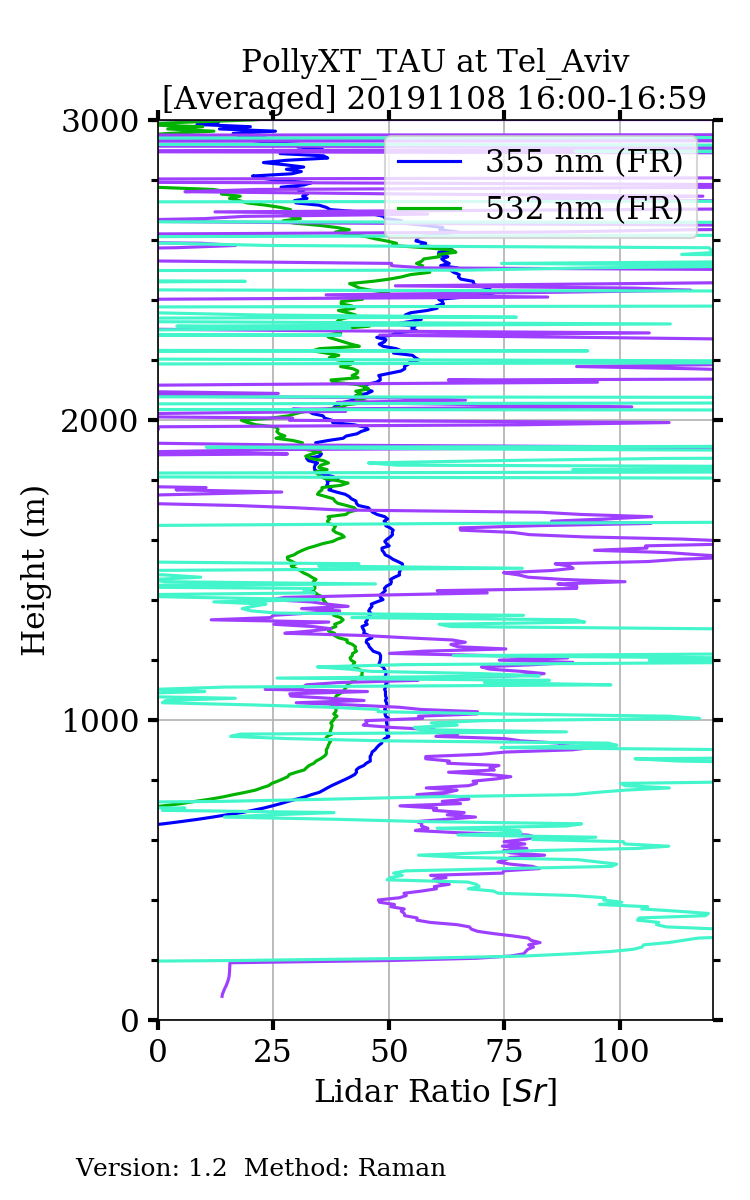 PollyXT_TAU at Tel_Aviv
[Averaged] 20191108 16:00-16:59
3000
355 nm (FR)
532 nm (FR)
2000
Height (m)
1000
0
0 25 50 75 100
Lidar Ratio [Sr]
Version: 1.2 Method: Raman